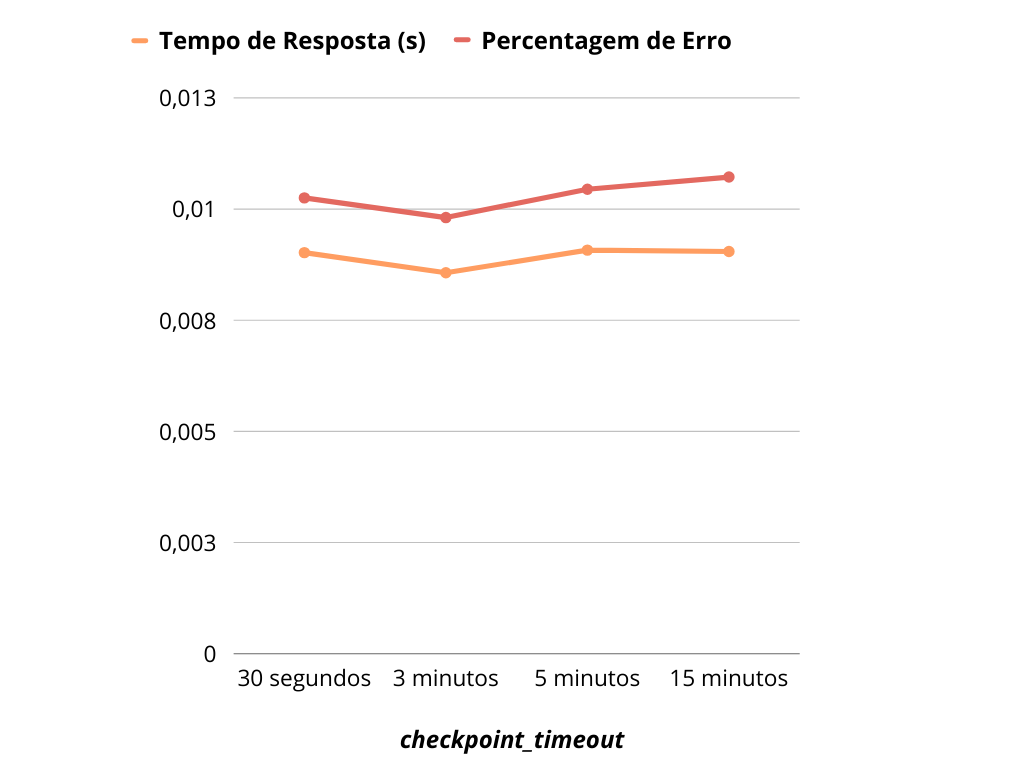 Tempo de Resposta (s) Percentagem de Erro
0,013
0,01
0,008
0,005
0,003
0
30 segundos 3 minutos 5 minutos 15 minutos
checkpoint_timeout